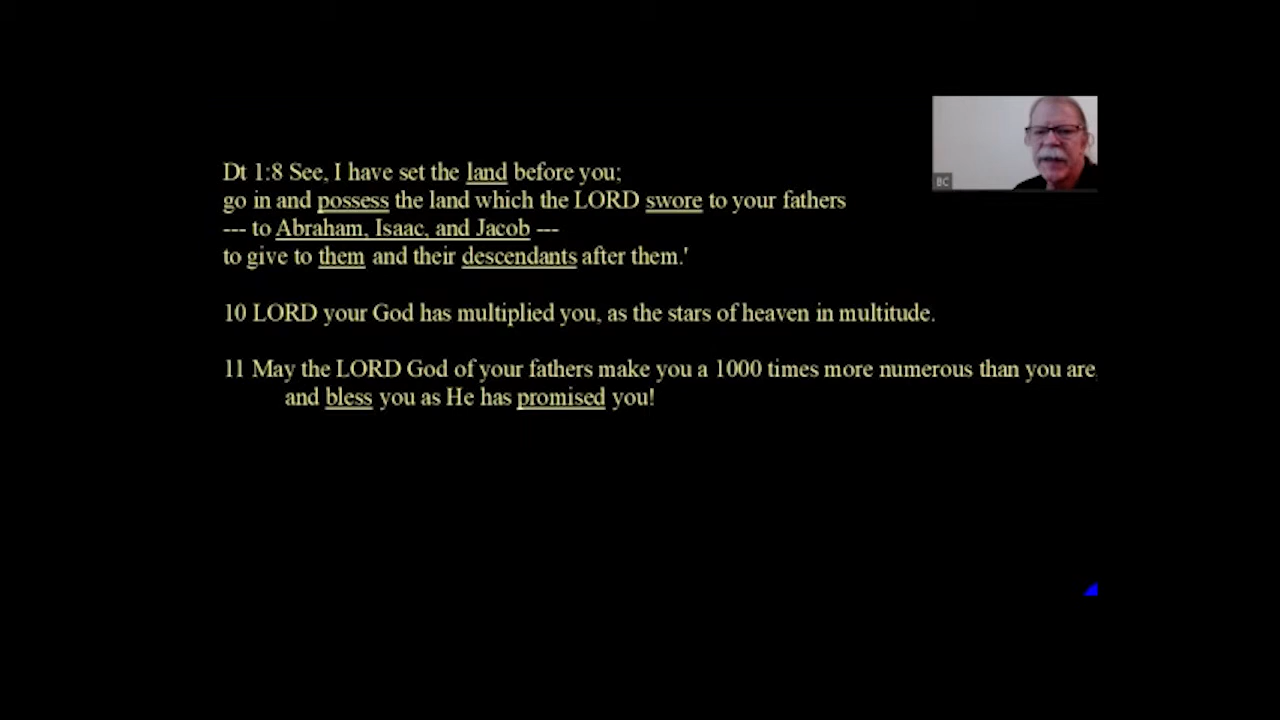 Dt 1:8 See, I have set the land before you;
go in and possess the land which the LORD swore to your fathers
--- to Abraham, Isaac, and Jacob ---
to give to them and their descendants after them.'
10 LORD your God has multiplied you, as the stars of heaven in multitude.
11 May the LORD God of your fathers make you a 1000 times more numerous than you are,
and bless you as He has promised you!
BC